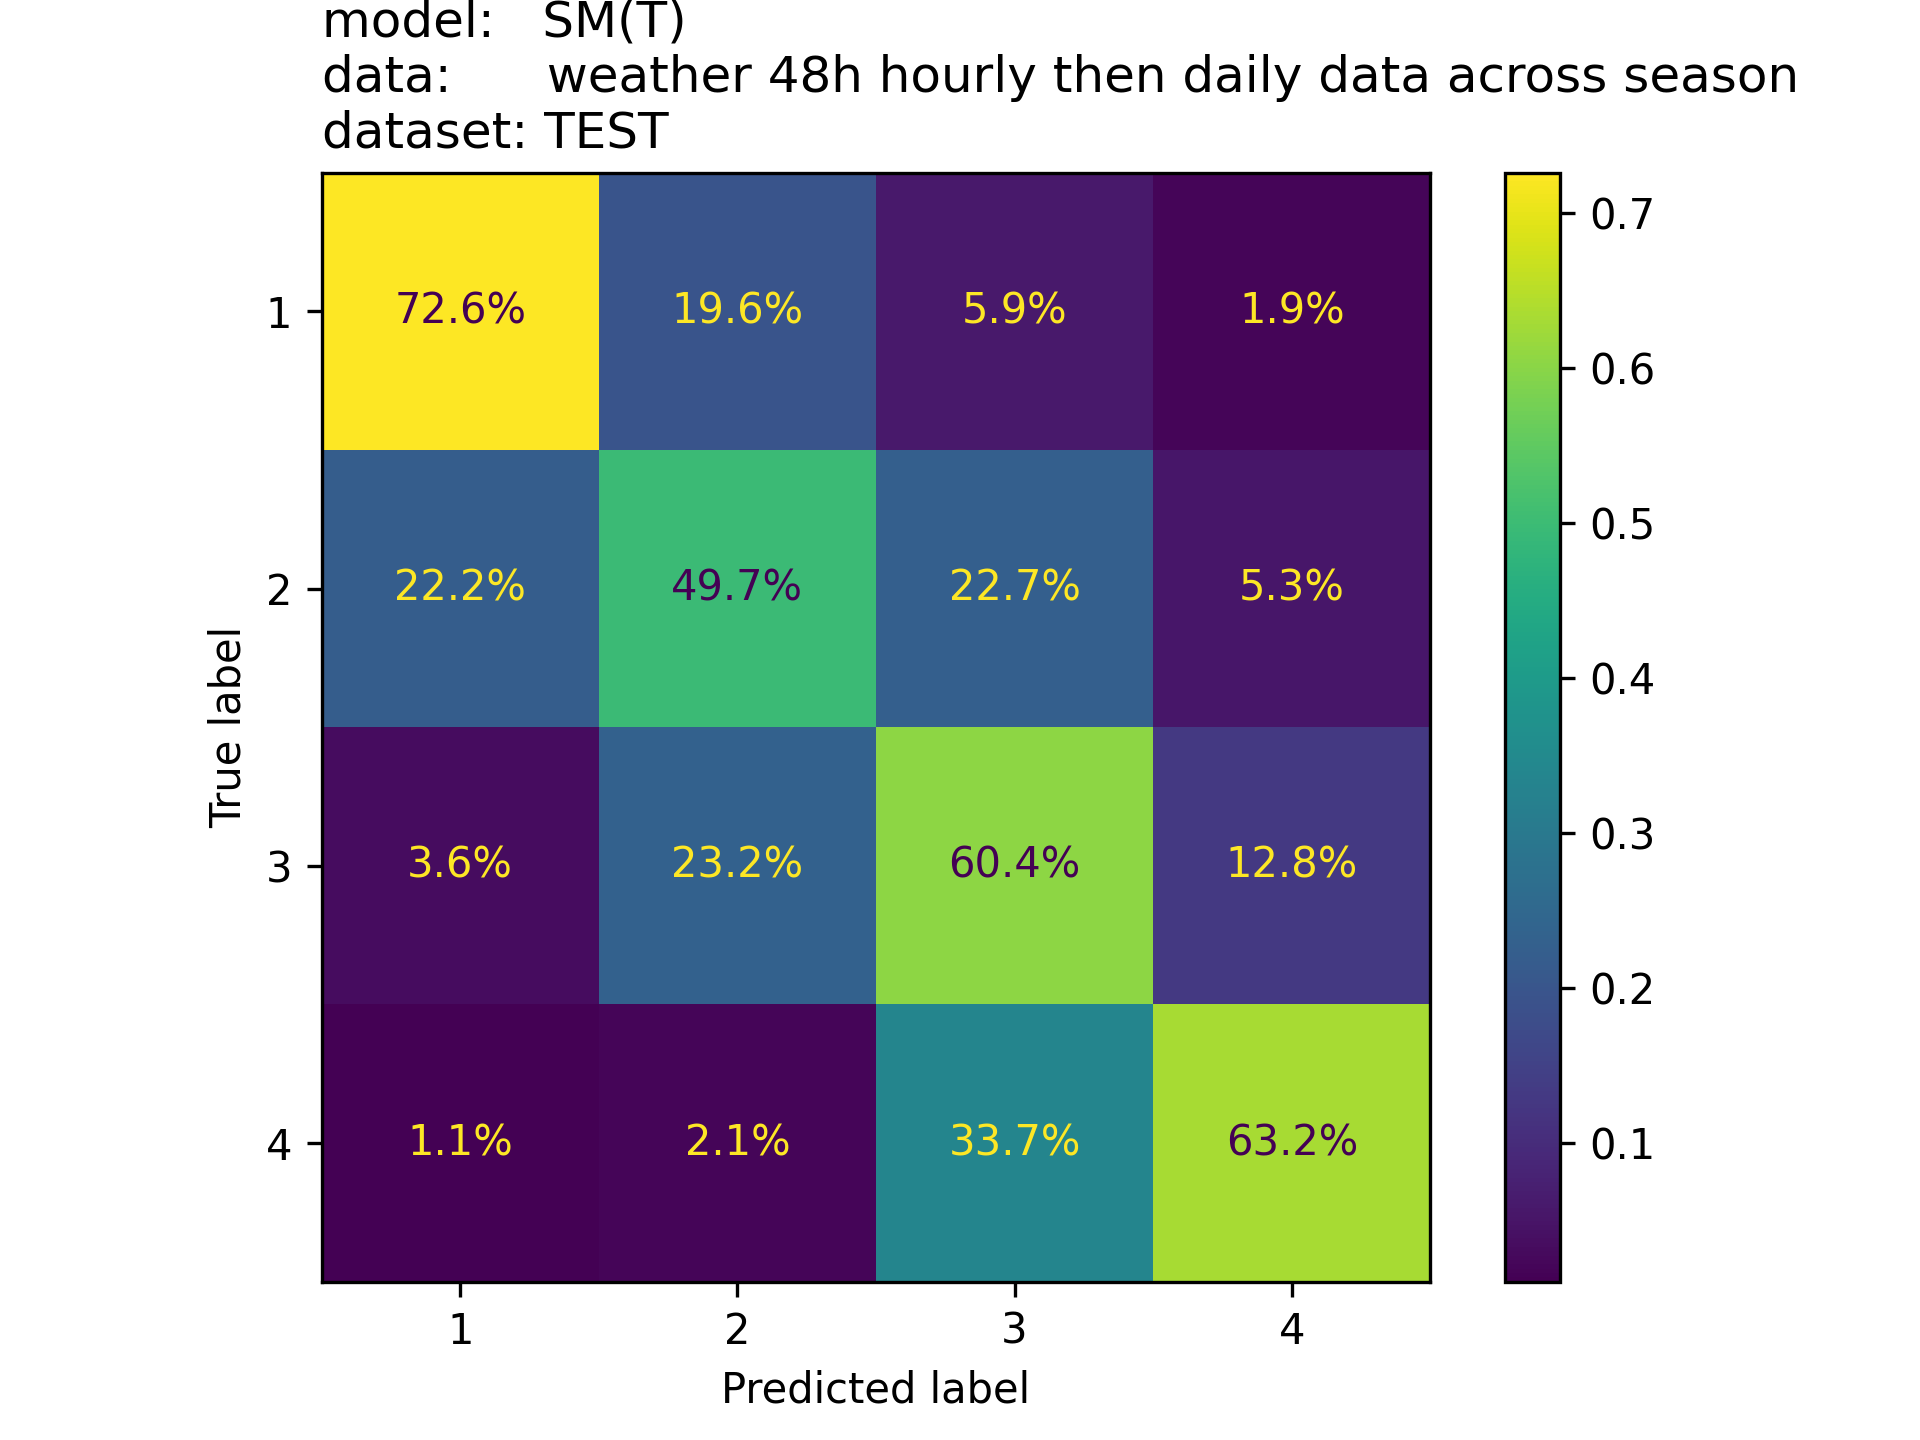 model: SM(T)
data: weather 48h hourly then daily data across season
dataset: TEST
0.7
1 72.6% 19.6% 5.9% 1.9%
0.6
0.5
2 22.2% 49.7% 22.7% 5.3%
True label
0.4
0.3
3 3.6% 23.2% 60.4% 12.8%
0.2
4 1.1% 2.1% 33.7% 63.2%
0.1
1 2 3 4
Predicted label